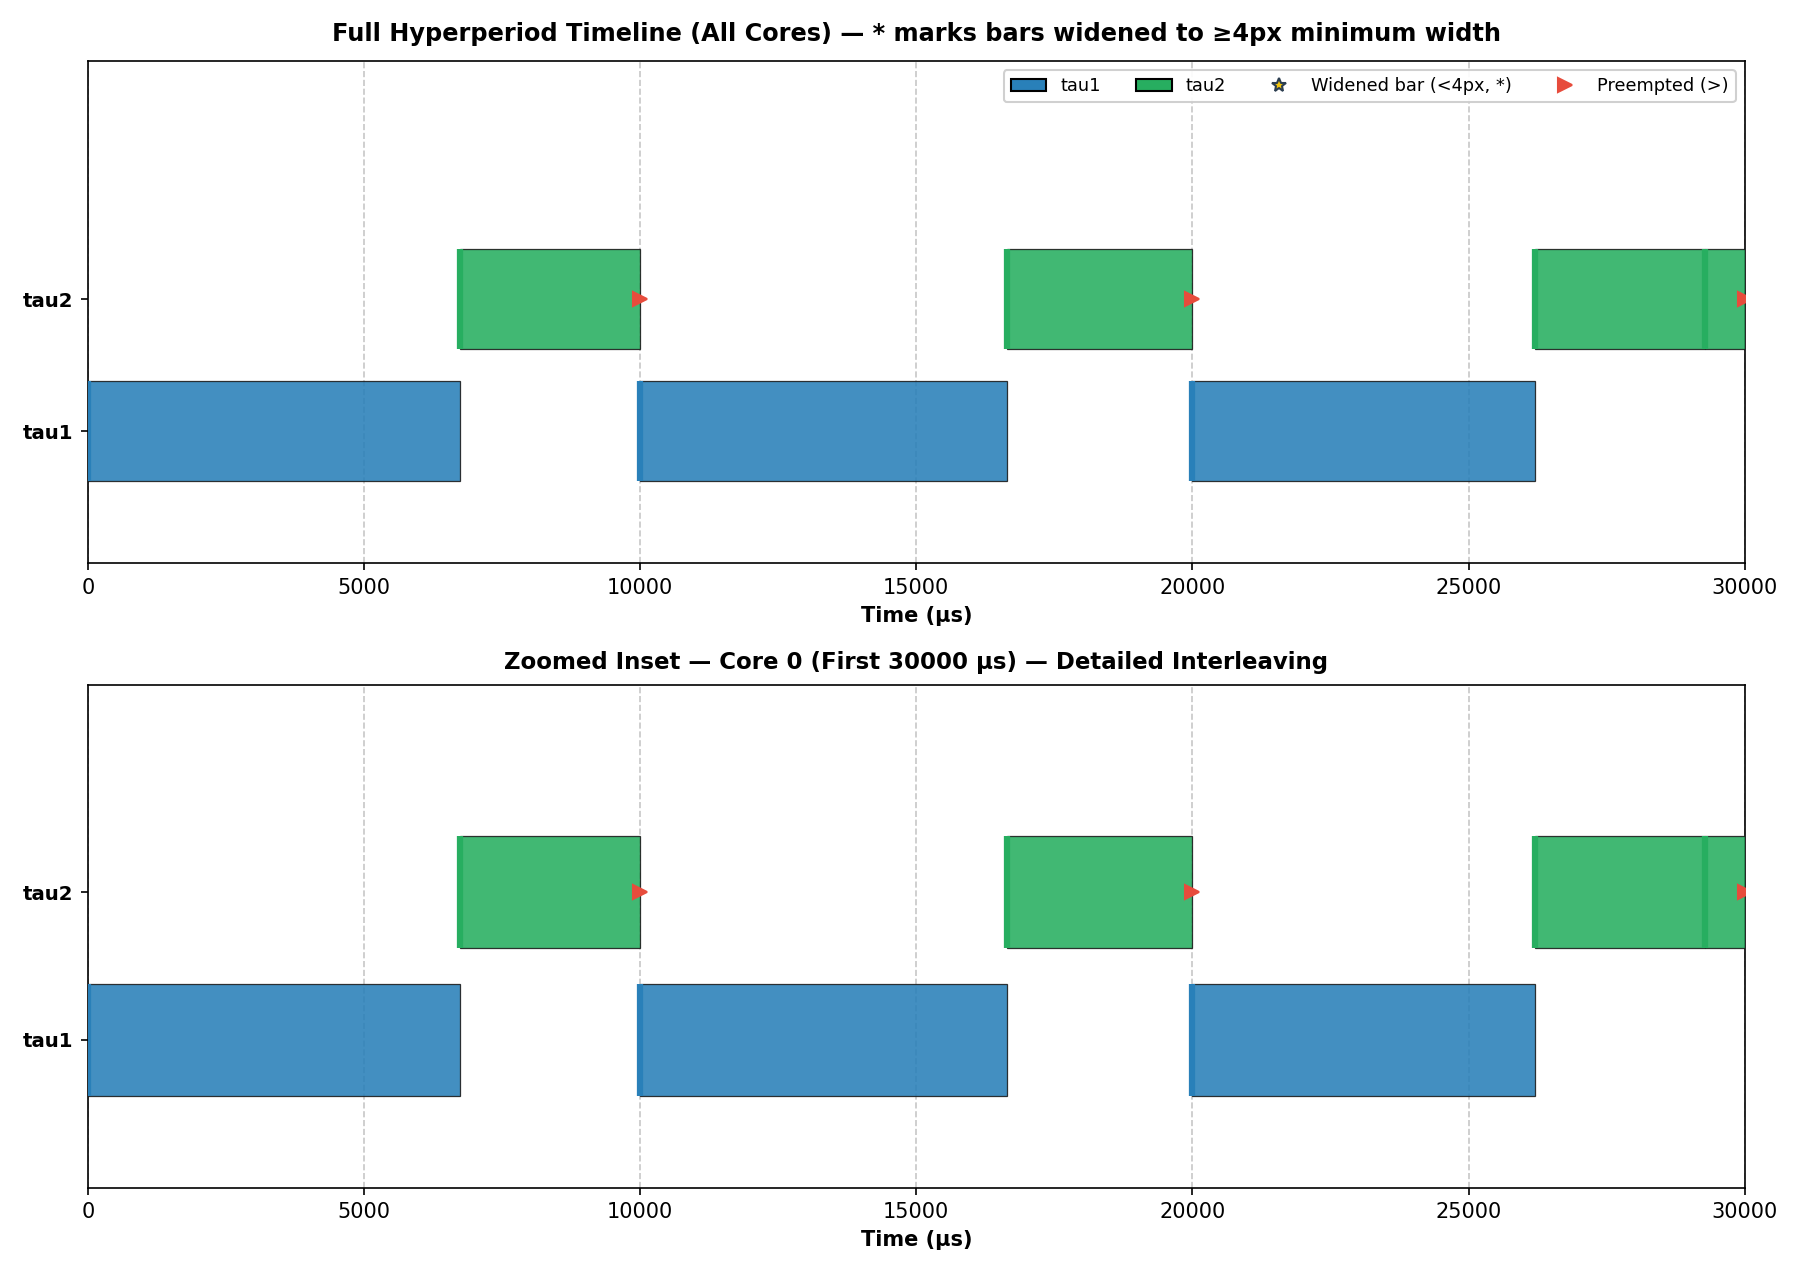 Full Hyperperiod Timeline (All Cores) — * marks bars widened to ≥4px minimum width
tau1 tau2 Widened bar (<4px, *) Preempted (>)
tau2
tau1
0 5000 10000 15000 20000 25000 30000
Time (µs)
Zoomed Inset — Core 0 (First 30000 µs) — Detailed Interleaving
tau2
tau1
0 5000 10000 15000 20000 25000 30000
Time (µs)